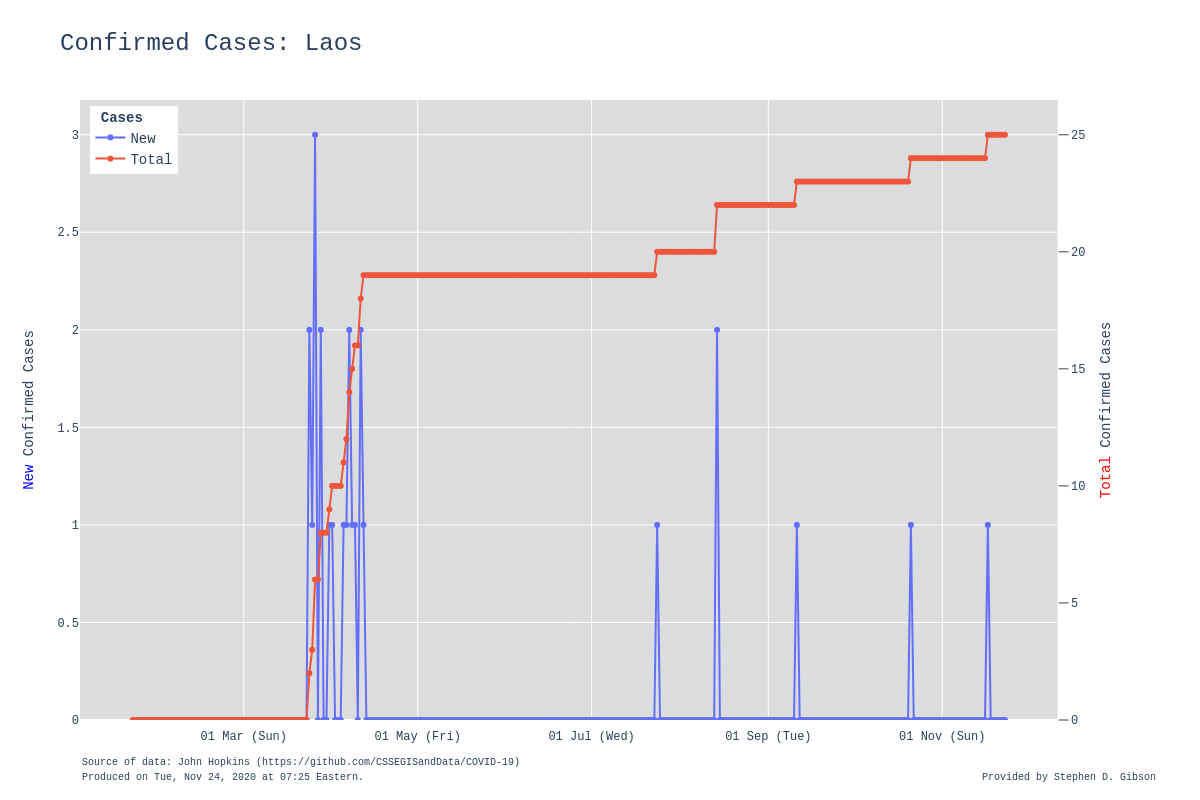 Confirmed Cases: Laos
Cases
New
Total
3
2.5
2
1.5
1
0.5
0
25
20
15
10
5
0
New Confirmed Cases
Total Confirmed Cases
01 Mar (Sun)
01 May (Fri)
01 Jul (Wed)
01 Sep (Tue)
01 Nov (Sun)
Source of data: John Hopkins (https://github.com/CSSEGISandData/COVID-19)
Produced on Tue, Nov 24, 2020 at 07:25 Eastern.
Provided by Stephen D. Gibson